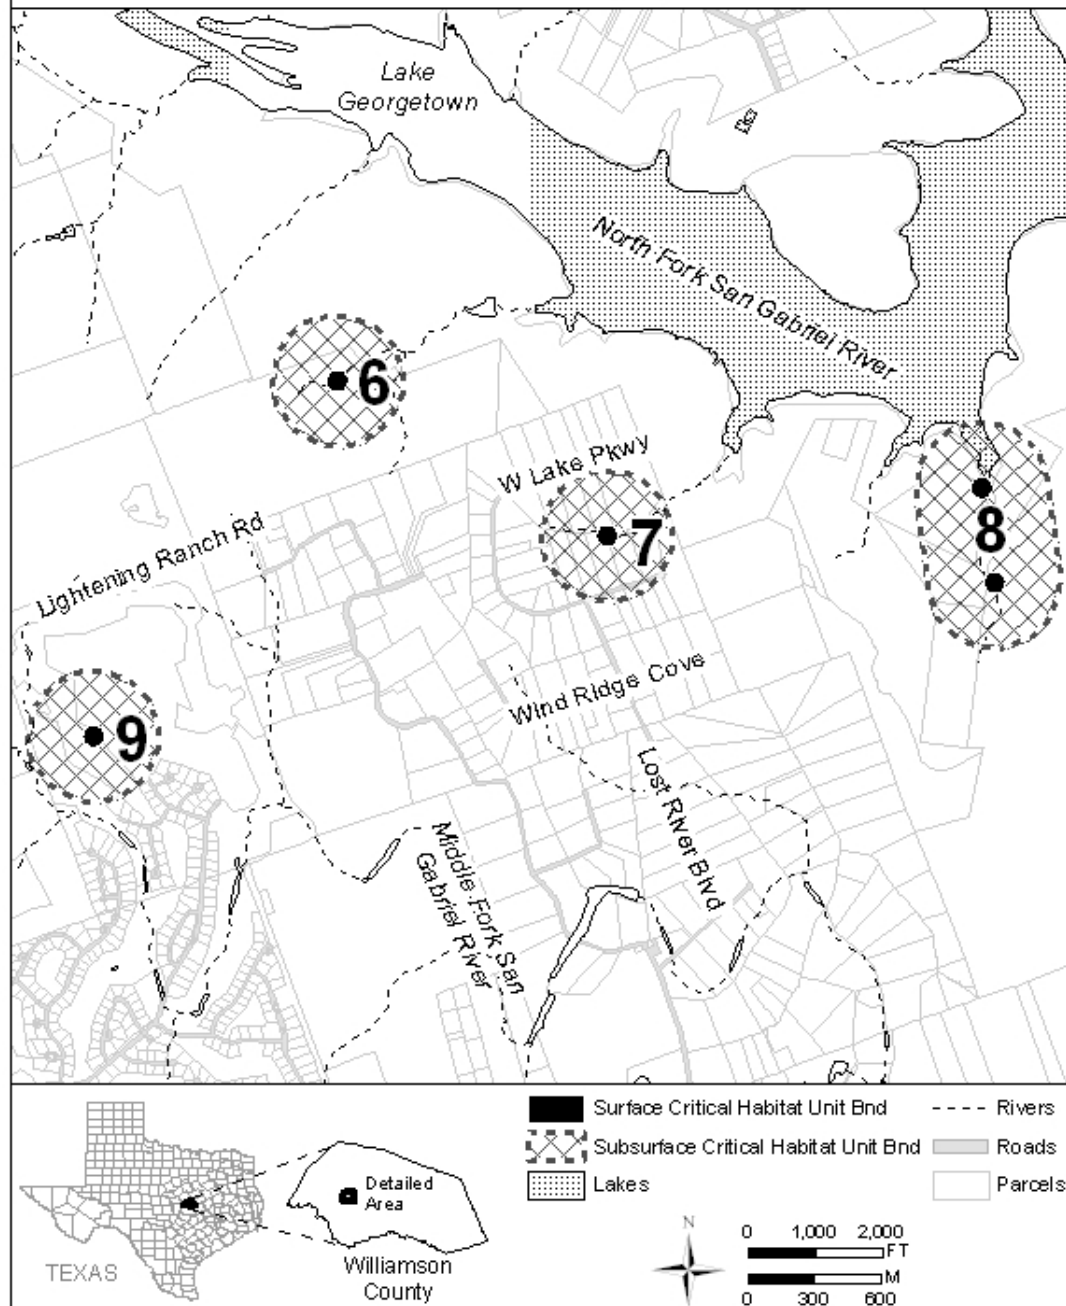 Lake
Georgetown
North Fork San Gabriel River
6
W Lake Pkwy
7
8
Lightening Ranch Rd
Wind Ridge Cove
9
Lost River Blvd
Middle Fork San
Gabriel River
Surface Critical Habitat Unit Bnd
Rivers
Subsurface Critical Habitat Unit Bnd
Roads
Lakes
Parcels
Detailed
Area
TEXAS
Williamson
County
N
0 1,000 2,000
FT
M
0 300 600